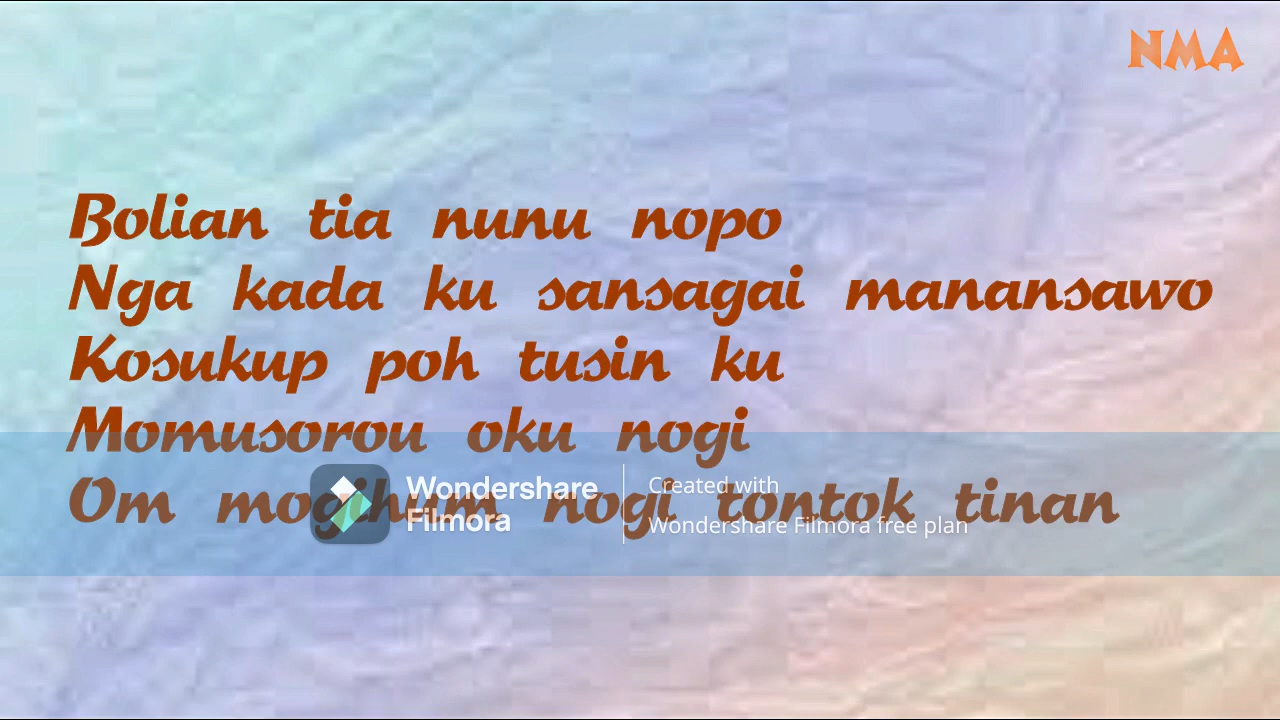 NMA
Bolian tia nunu nopo
Nga kada ku sansagai manansawo
Kosukup poh tusin ku
Momusorou oku nogi
Om mogihum nogi tontok tinan
Wondershare
Filmora
Created with
Wondershare Filmora free plan